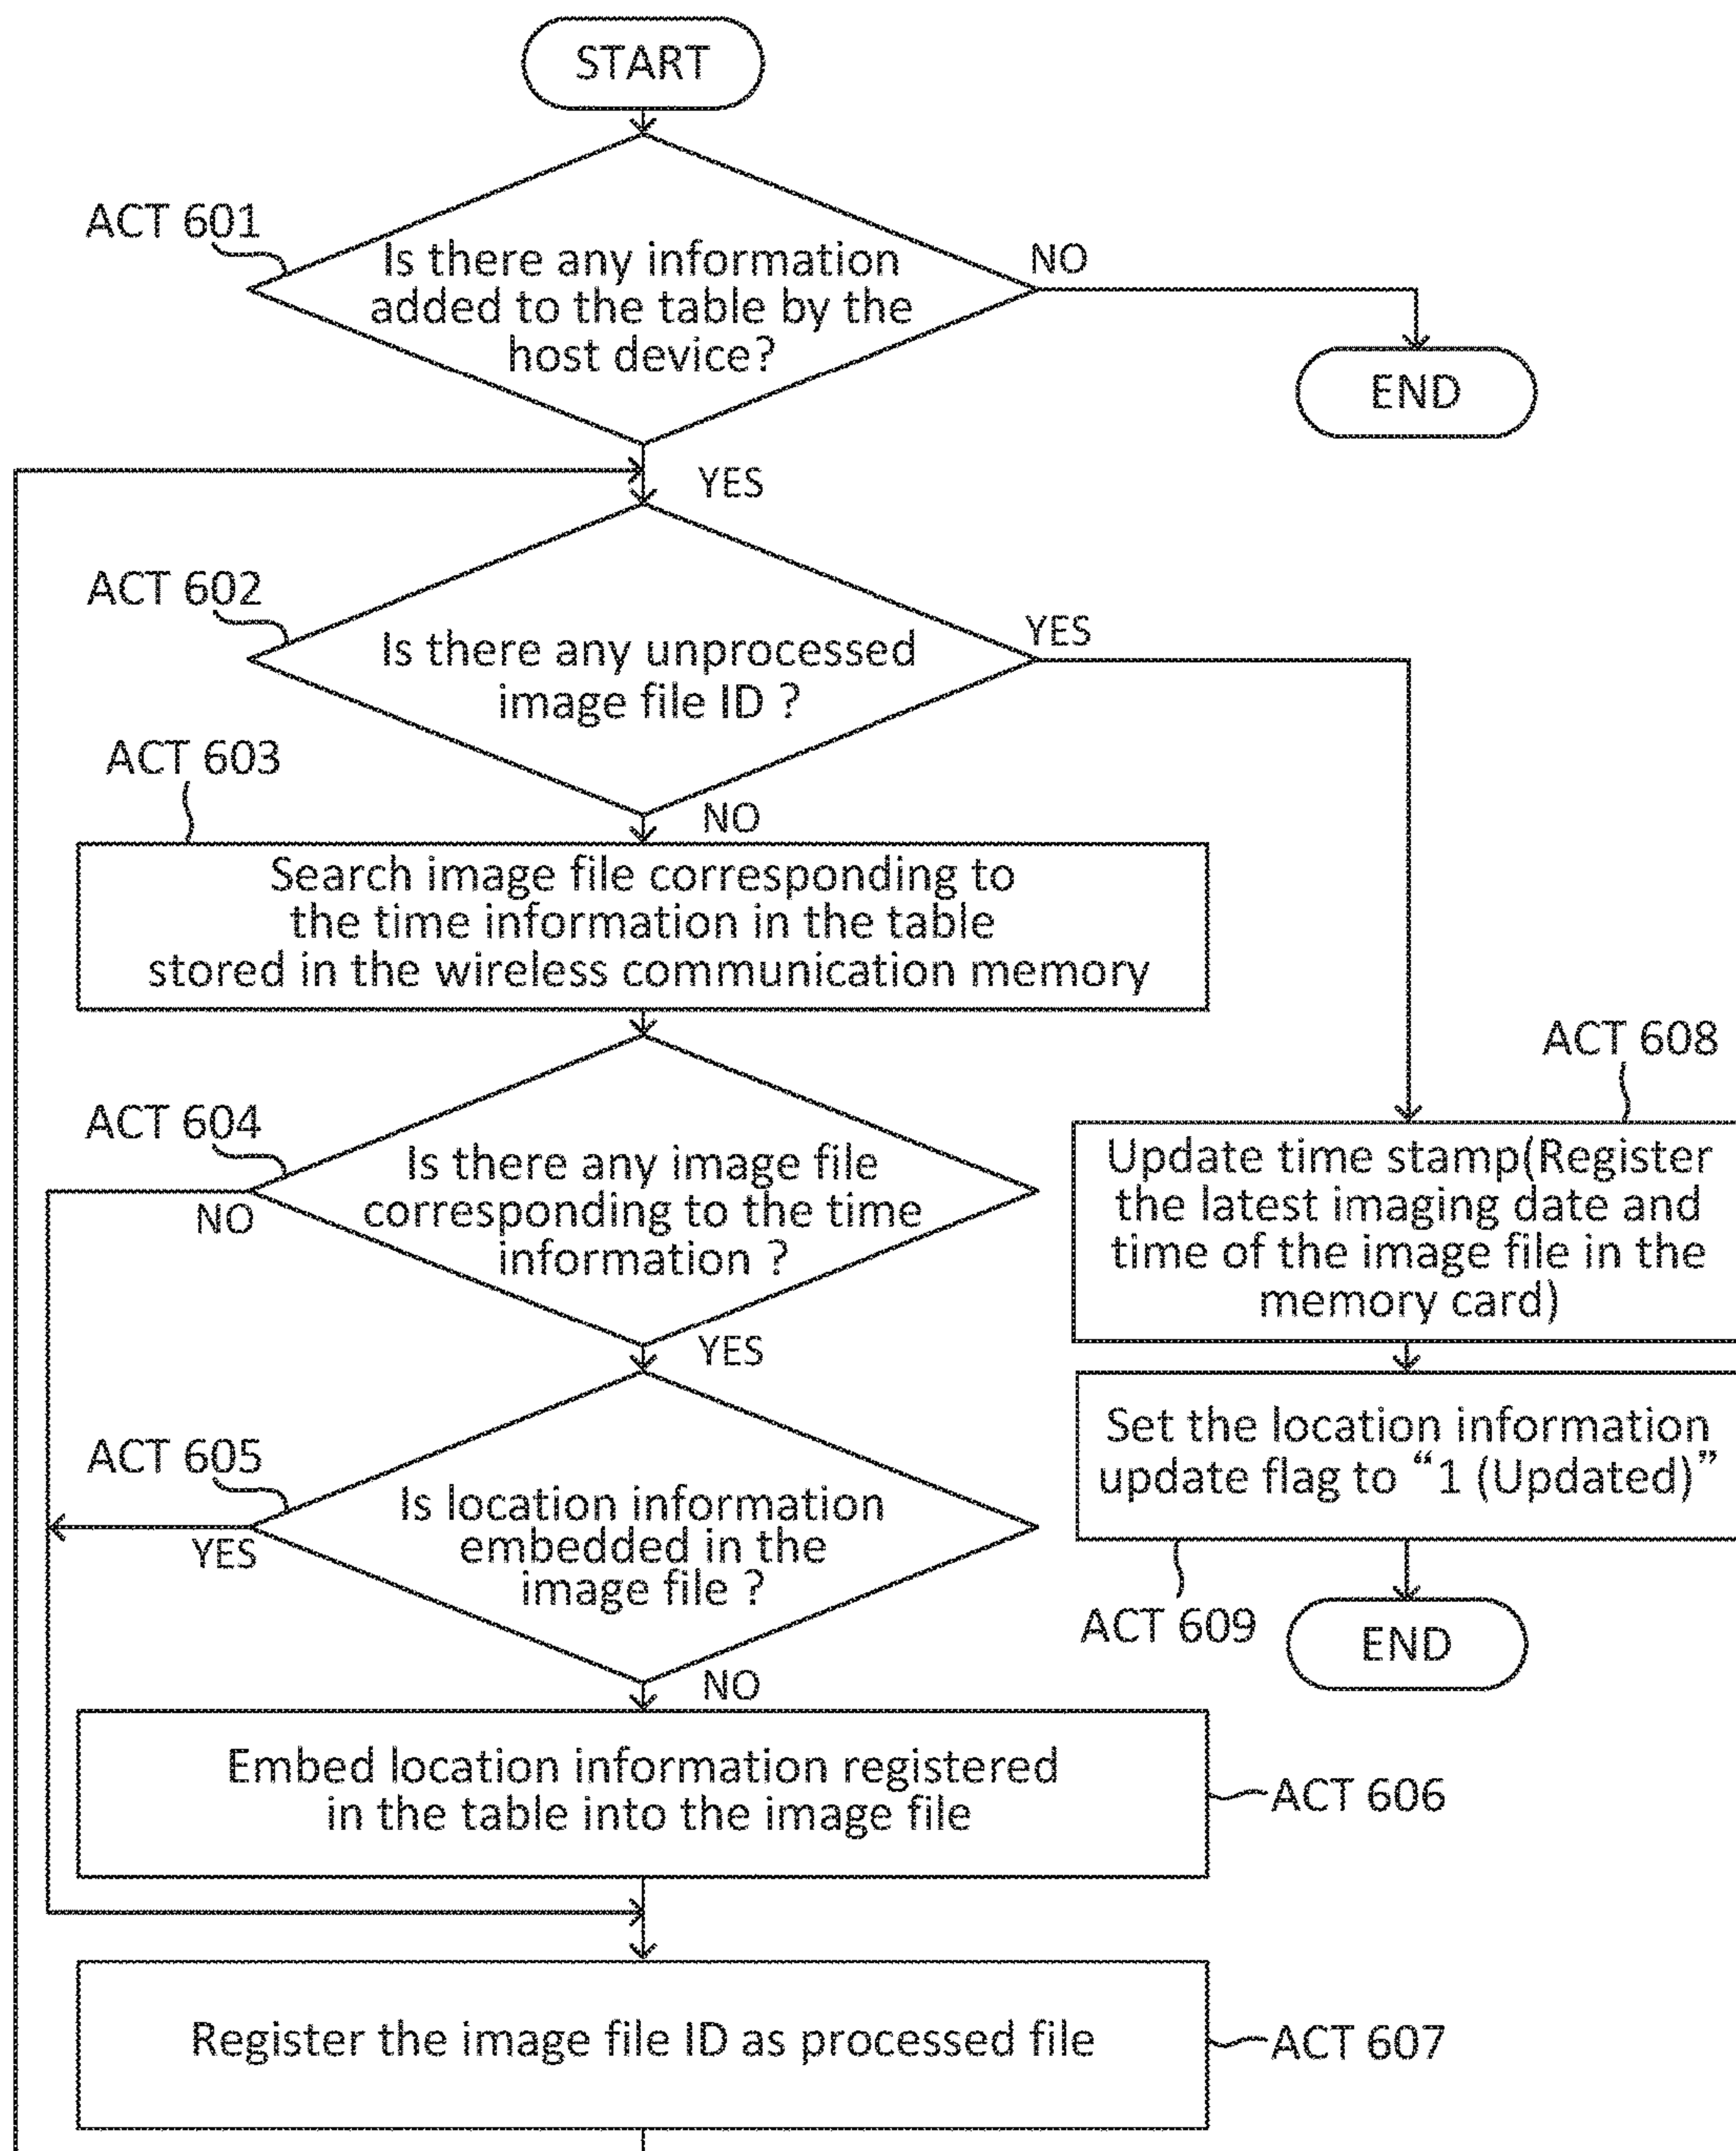 START
ACT 601
Is there any information
added to the table by the
host device?
NO
END
YES
ACT 602
Is there any unprocessed
image file ID ?
YES
NO
ACT 603
Search image file corresponding to
the time information in the table
stored in the wireless communication memory
ACT 604
Is there any image file
corresponding to the time
information ?
NO
YES
ACT 605
Is location information
embedded in the
image file ?
YES
NO
Embed location information registered
in the table into the image file
ACT 606
Register the image file ID as processed file
ACT 607
ACT 608
Update time stamp(Register
the latest imaging date and
time of the image file in the
memory card)
Set the location information
update flag to “1 (Updated)”
ACT 609
END